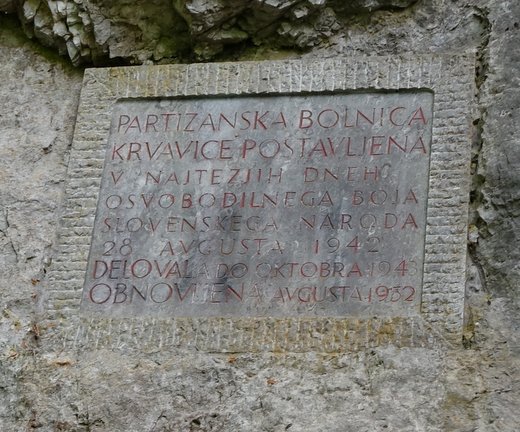 PARTIZANSKA BOLNICA
KRVAVICE POSTAVLJENA
V NAJTEZJIH DNEH
OSVOBODILNEGA BOJA
SLOVENSKEGA NARODA
28 AVGUSTA 1942
DELOVALA DO OKTOBRA 1943
OBNOVLJENA AVGUSTA 1952